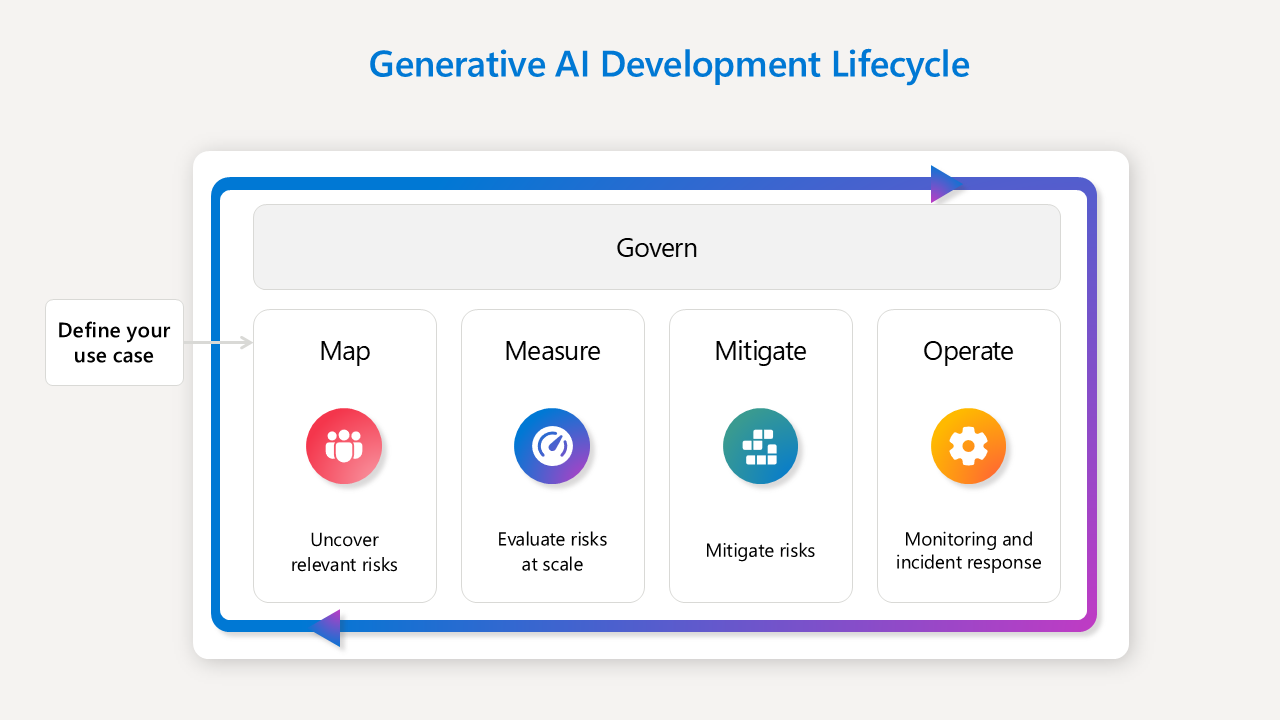 Generative AI Development Lifecycle
Govern
Define your
use case
Map
Uncover
relevant risks
Measure
Evaluate risks
at scale
Mitigate
Mitigate risks
Operate
Monitoring and
incident response